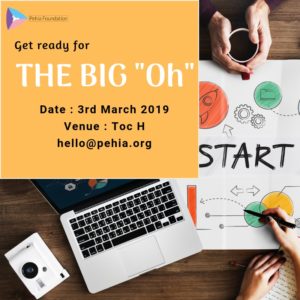 Pehia Foundation
Get ready for
THE BIG "Oh"
Date : 3rd March 2019
Venue : Toc H
hello@pehia.org
START